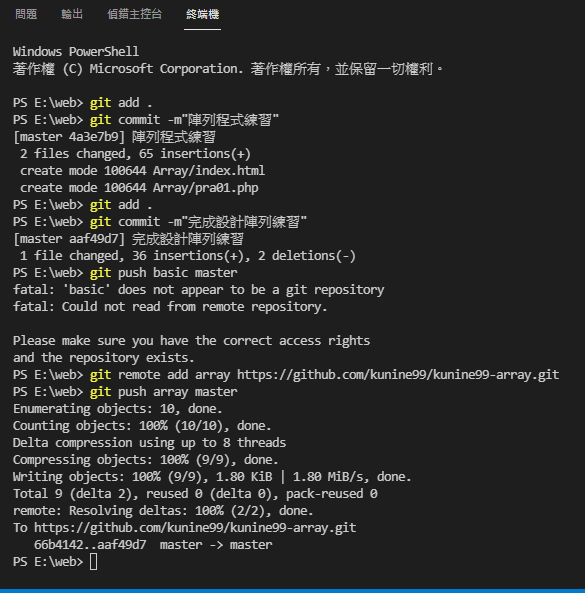 問題 輸出 偵錯主控台 終端機
Windows PowerShell
著作權 (C) Microsoft Corporation. 著作權所有，並保留一切權利。
PS E:\web> git add .
PS E:\web> git commit -m"陣列程式練習"
[master 4a3e7b9] 陣列程式練習
 2 files changed, 65 insertions(+)
 create mode 100644 Array/index.html
 create mode 100644 Array/pra01.php
PS E:\web> git add .
PS E:\web> git commit -m"完成設計陣列練習"
[master aaf49d7] 完成設計陣列練習
 1 file changed, 36 insertions(+), 2 deletions(-)
PS E:\web> git push basic master
fatal: 'basic' does not appear to be a git repository
fatal: Could not read from remote repository.
Please make sure you have the correct access rights
and the repository exists.
PS E:\web> git remote add array https://github.com/kunine99/kunine99-array.git
PS E:\web> git push array master
Enumerating objects: 10, done.
Counting objects: 100% (10/10), done.
Delta compression using up to 8 threads
Compressing objects: 100% (9/9), done.
Writing objects: 100% (9/9), 1.80 KiB | 1.80 MiB/s, done.
Total 9 (delta 2), reused 0 (delta 0), pack-reused 0
remote: Resolving deltas: 100% (2/2), done.
To https://github.com/kunine99/kunine99-array.git
   66b4142..aaf49d7  master -> master
PS E:\web>